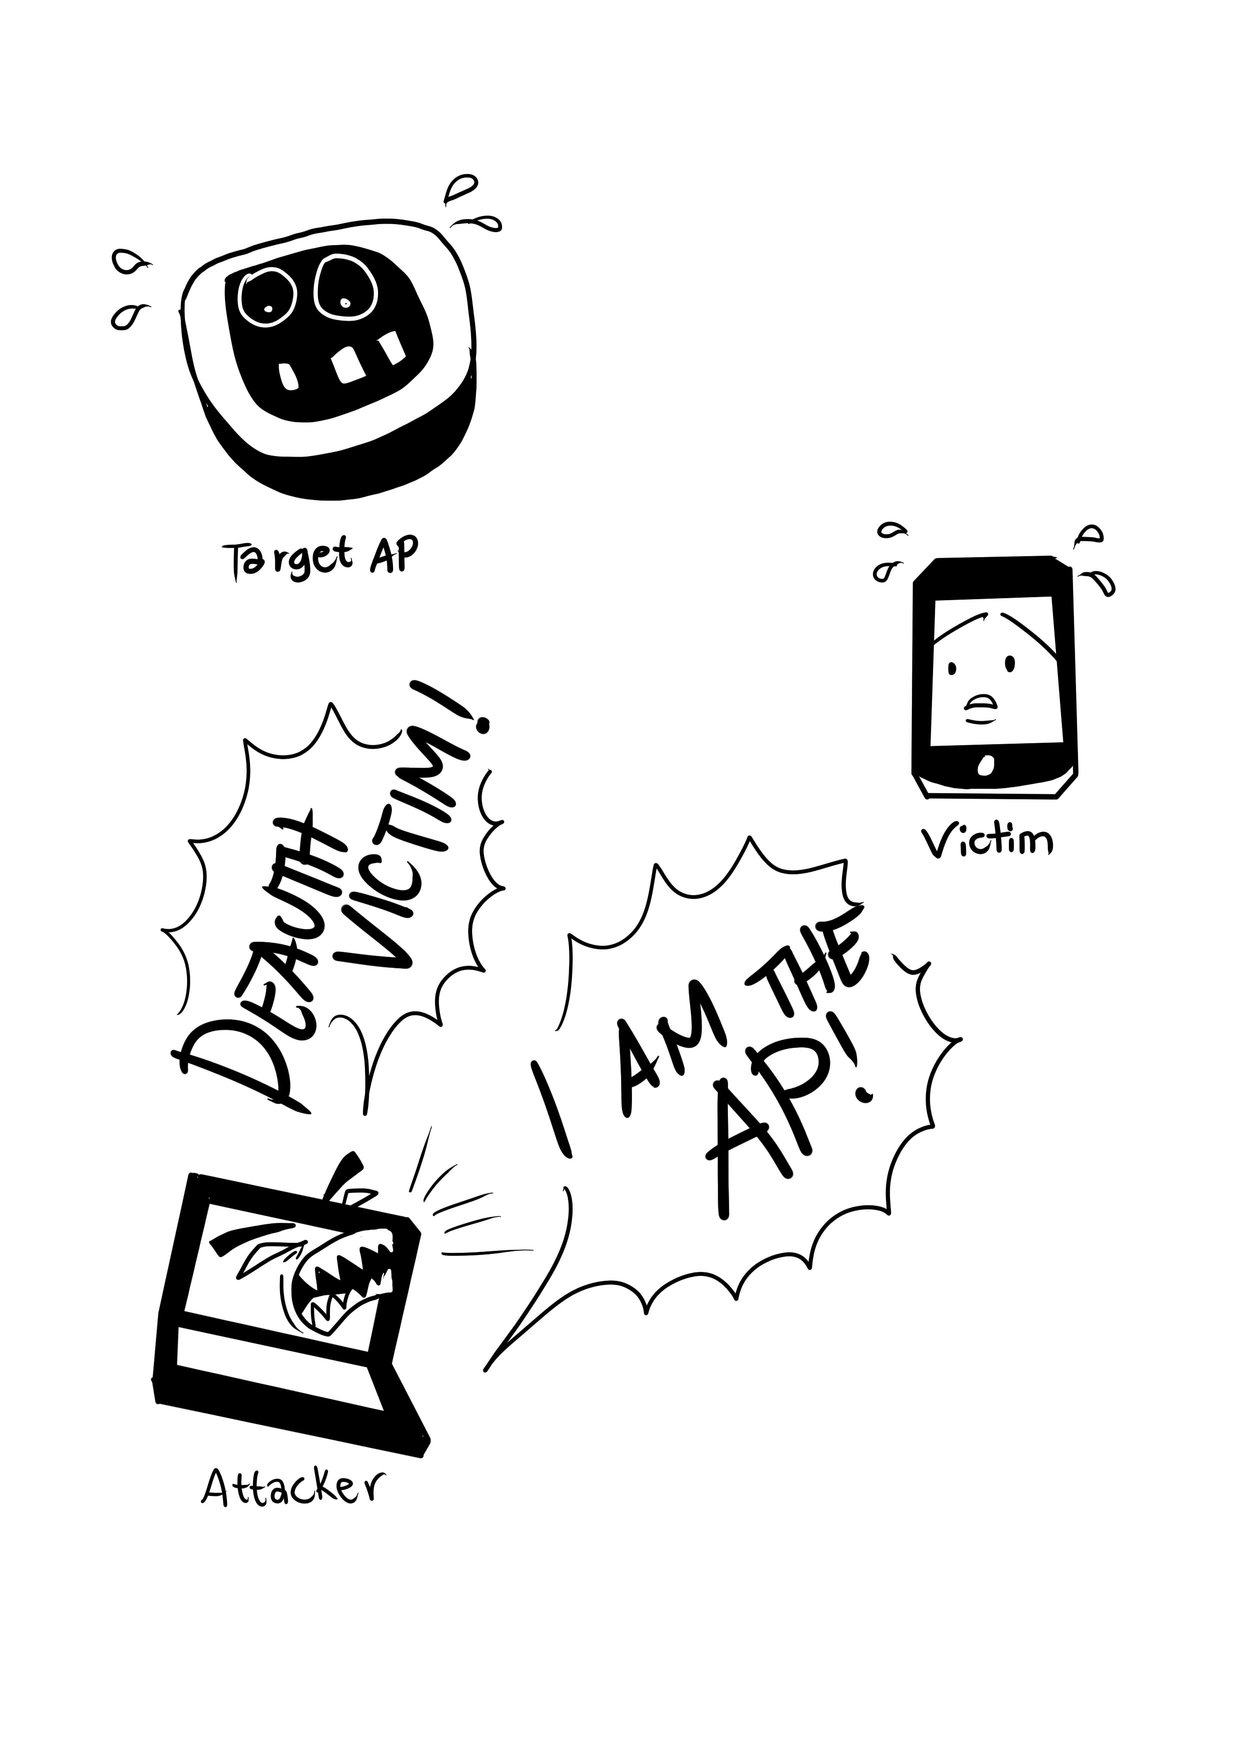 Target AP
Victim
DEAUTH
VICTIM!
I AM THE
AP!
Attacker